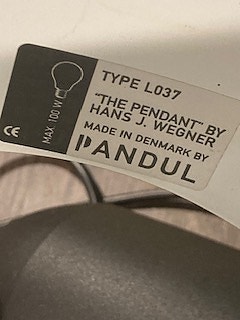 TYPE L037
"THE PENDANT" BY
HANS J. WEGNER
MADE IN DENMARK BY
PANDUL
MAX. 100 W
CE